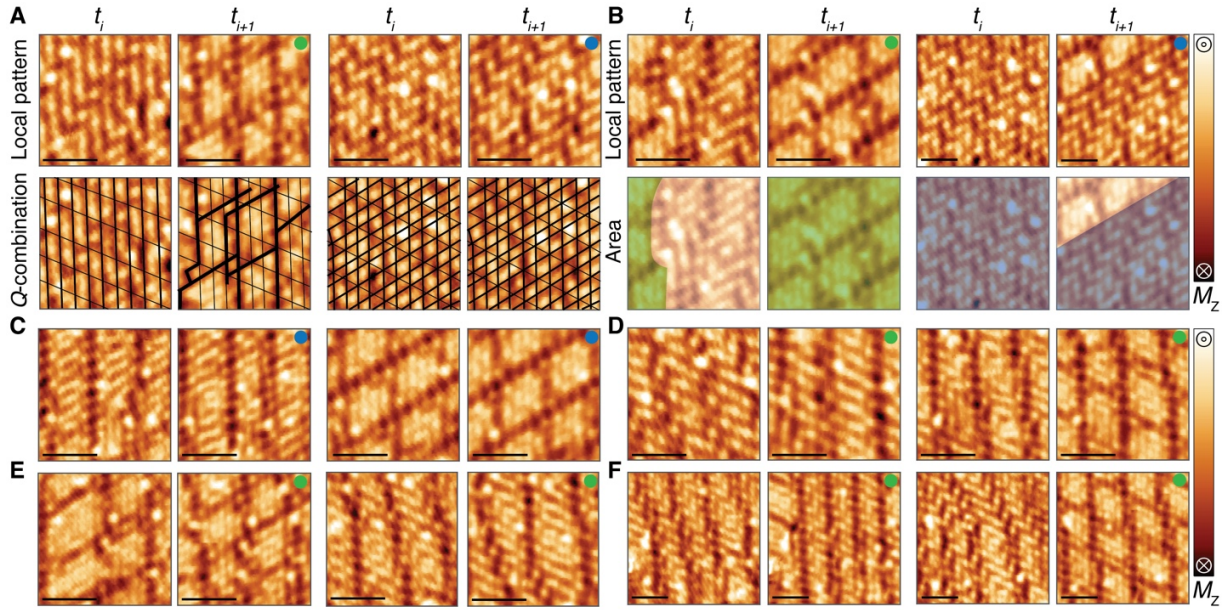 A B
t_i t_{i+1} t_i t_{i+1} t_i t_{i+1} t_i t_{i+1}
Local pattern Local pattern
Q-combination Area
M_Z
C D
E F
M_Z